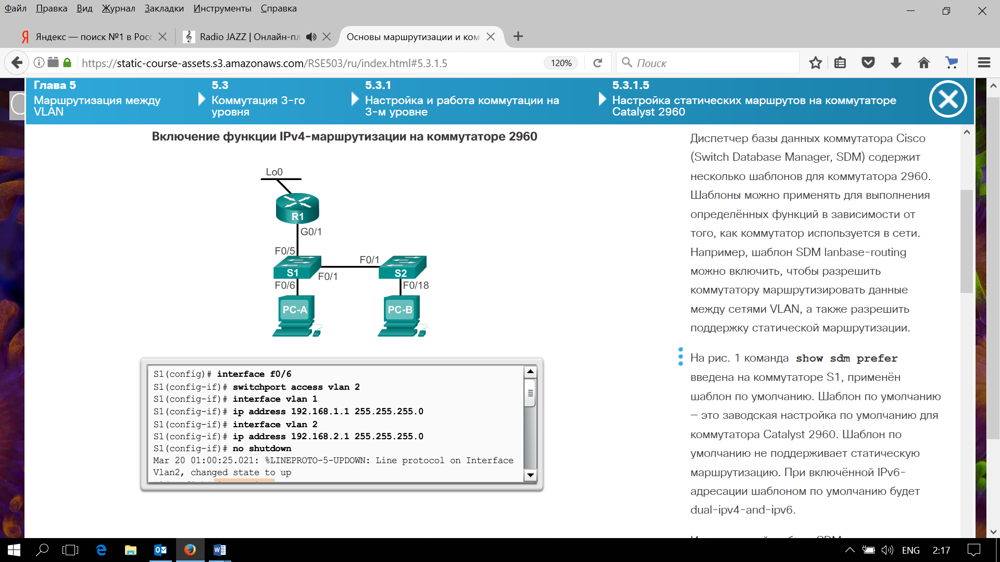 Файл Правка Вид Журнал Закладки Инструменты Справка
Яндекс — поиск №1 в Росс
Radio JAZZ | Онлайн-пл
Основы маршрутизации и ком
https://static-course-assets.s3.amazonaws.com/RSE503/ru/index.html#5.3.1.5
120%
Поиск
Глава 5
Маршрутизация между
VLAN
5.3
Коммутация 3-го
уровня
5.3.1
Настройка и работа коммутации на
3-м уровне
5.3.1.5
Настройка статических маршрутов на коммутаторе
Catalyst 2960
Включение функции IPv4-маршрутизации на коммутаторе 2960
Lo0
R1
G0/1
F0/5
S1
F0/1
F0/1
S2
F0/6
F0/18
PC-A
PC-B
S1(config)# interface f0/6
S1(config-if)# switchport access vlan 2
S1(config-if)# interface vlan 1
S1(config-if)# ip address 192.168.1.1 255.255.255.0
S1(config-if)# interface vlan 2
S1(config-if)# ip address 192.168.2.1 255.255.255.0
S1(config-if)# no shutdown
Mar 20 01:00:25.021: %LINEPROTO-5-UPDOWN: Line protocol on Interface
Vlan2, changed state to up
Диспетчер базы данных коммутатора Cisco
(Switch Database Manager, SDM) содержит
несколько шаблонов для коммутатора 2960.
Шаблоны можно применять для выполнения
определённых функций в зависимости от
того, как коммутатор используется в сети.
Например, шаблон SDM lanbase-routing
можно включить, чтобы разрешить
коммутатору маршрутизировать данные
между сетями VLAN, а также разрешить
поддержку статической маршрутизации.
На рис. 1 команда show sdm prefer
введена на коммутаторе S1, применён
шаблон по умолчанию. Шаблон по умолчанию
– это заводская настройка по умолчанию для
коммутатора Catalyst 2960. Шаблон по
умолчанию не поддерживает статическую
маршрутизацию. При включённой IPv6-
адресации шаблоном по умолчанию будет
dual-ipv4-and-ipv6.
ENG
2:17